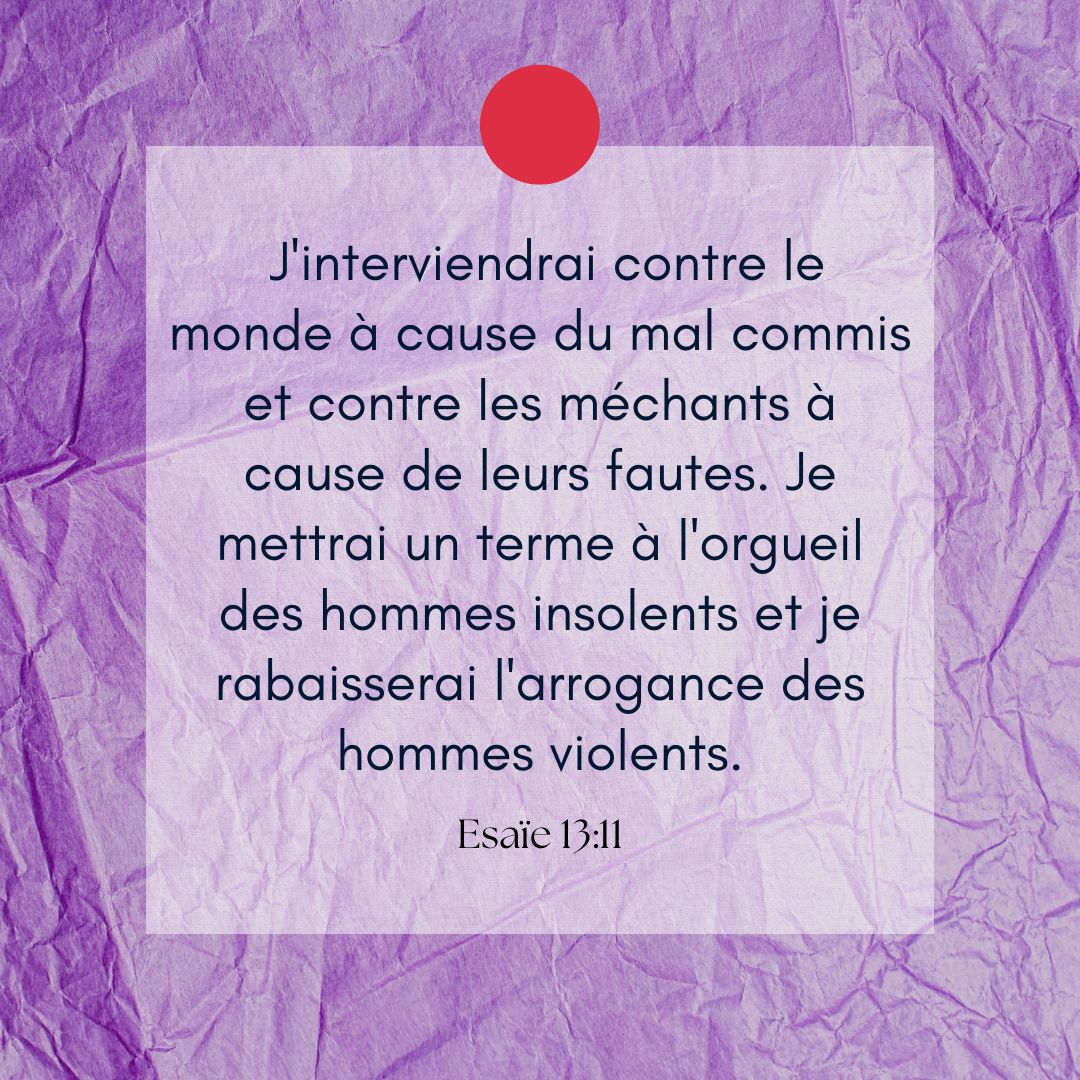 J'interviendrai contre le
monde à cause du mal commis
et contre les méchants à
cause de leurs fautes. Je
mettrai un terme à l'orgueil
des hommes insolents et je
rabaisserai l'arrogance des
hommes violents.
Esaïe 13:11